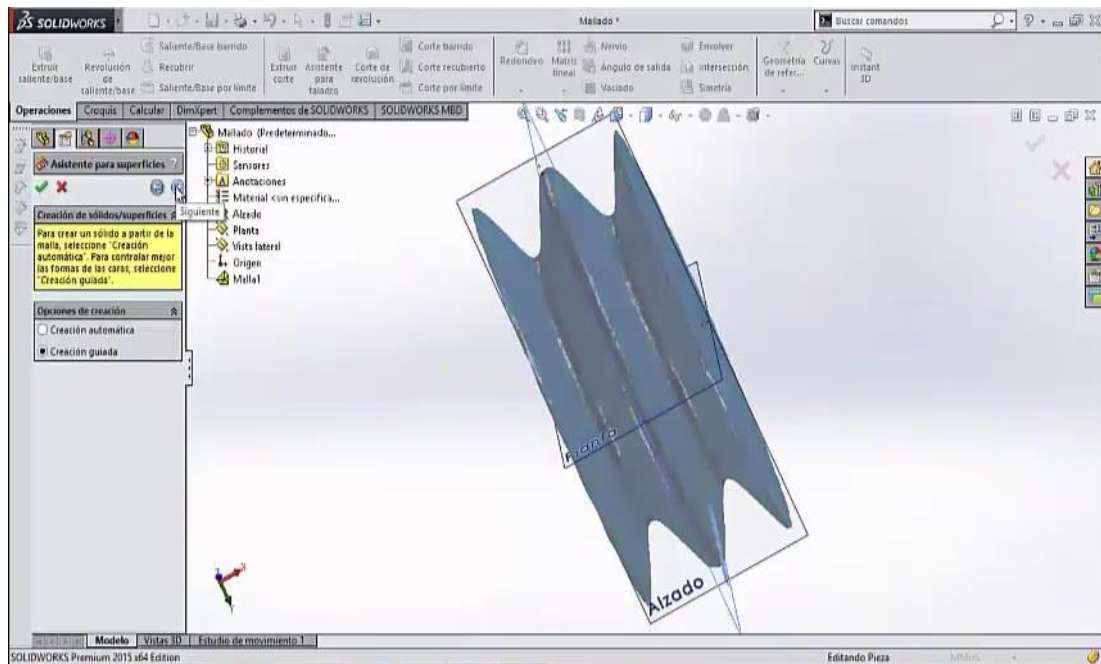 SOLIDWORKS
Mallado *
Buscar comandos
Extruir saliente/base
Revolución de saliente/base
Saliente/Base barrido
Recubrir
Saliente/Base por límite
Extruir corte
Asistente para taladro
Corte de revolución
Corte barrido
Corte recubierto
Corte por límite
Redondeo
Matriz lineal
Nervio
Ángulo de salida
Vaciado
Envolver
Intersección
Simetría
Geometría de refer...
Curvas
Instant 3D
Operaciones
Croquis
Calcular
DimXpert
Complementos de SOLIDWORKS
SOLIDWORKS MBD
Asistente para superficies
Siguiente
Creación de sólidos/superficies
Para crear un sólido a partir de la
malla, seleccione "Creación
automática". Para controlar mejor
las formas de las caras, seleccione
"Creación guiada".
Opciones de creación
Creación automática
Creación guiada
Mallado (Predeterminado...
Historial
Sensores
Anotaciones
Material <sin especifica...
Alzado
Planta
Vista lateral
Origen
Malla1
Planta
Alzado
Modelo
Vistas 3D
Estudio de movimiento 1
SOLIDWORKS Premium 2015 x64 Edition
Editando Pieza